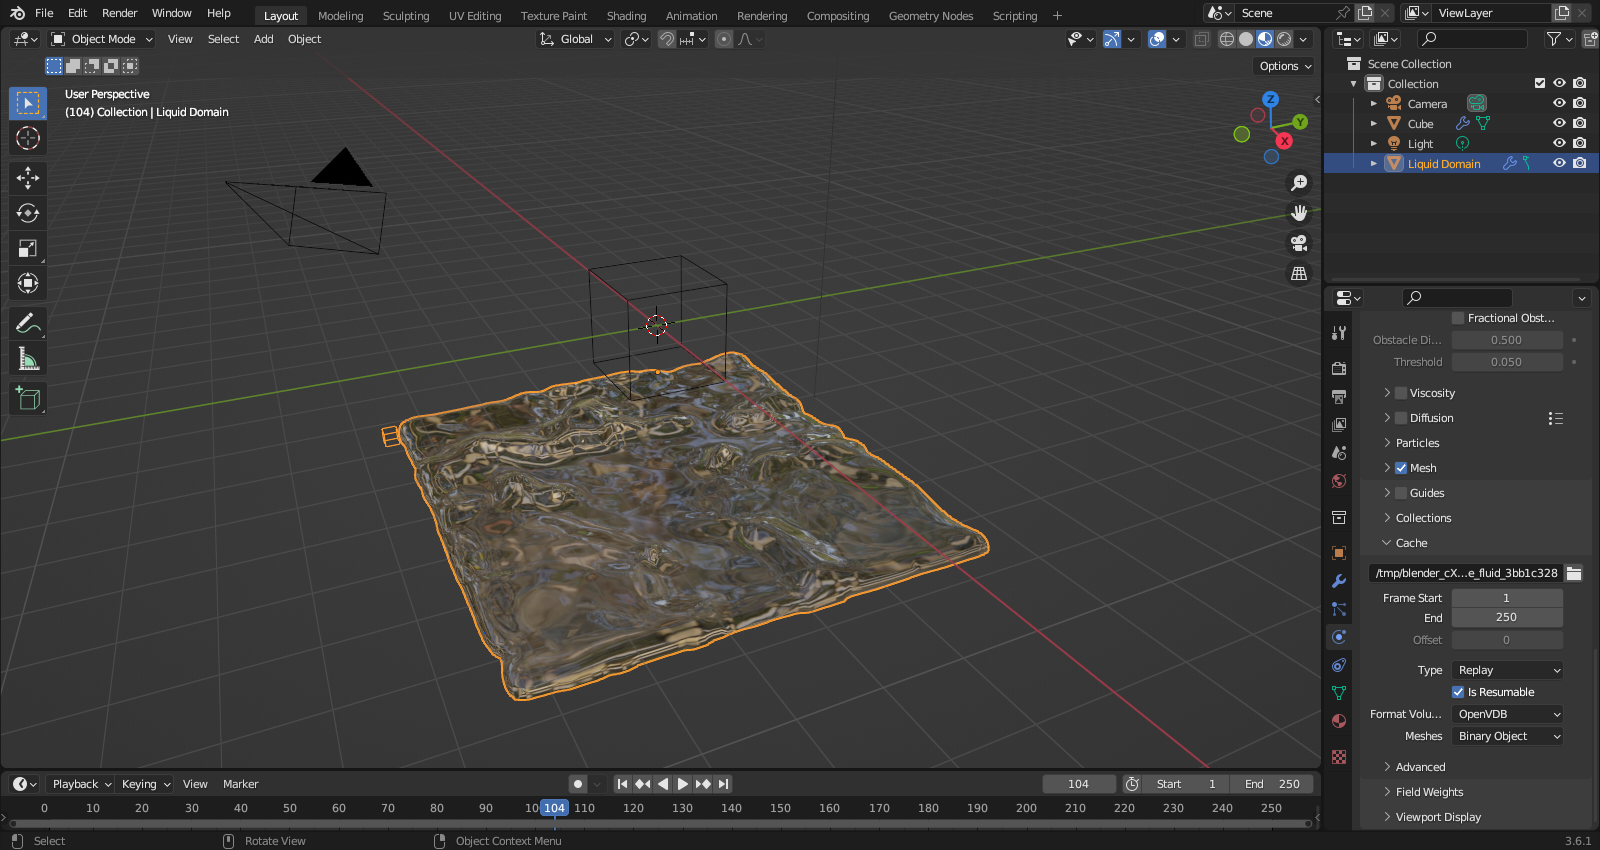 File Edit Render Window Help Layout Modeling Sculpting UV Editing Texture Paint Shading Animation Rendering Compositing Geometry Nodes Scripting + Scene ViewLayer
Object Mode View Select Add Object Global
Options
User Perspective
(104) Collection | Liquid Domain
Z
Y
X
Scene Collection
Collection
Camera
Cube
Light
Liquid Domain
Fractional Obst...
Obstacle Di... 0.500
Threshold 0.050
Viscosity
Diffusion
Particles
Mesh
Guides
Collections
Cache
/tmp/blender_cX...e_fluid_3bb1c328
Frame Start 1
End 250
Offset 0
Type Replay
Is Resumable
Format Volu... OpenVDB
Meshes Binary Object
Advanced
Field Weights
Viewport Display
Playback Keying View Marker 104 Start 1 End 250
0 10 20 30 40 50 60 70 80 90 10 104 110 120 130 140 150 160 170 180 190 200 210 220 230 240 250
Select Rotate View Object Context Menu 3.6.1